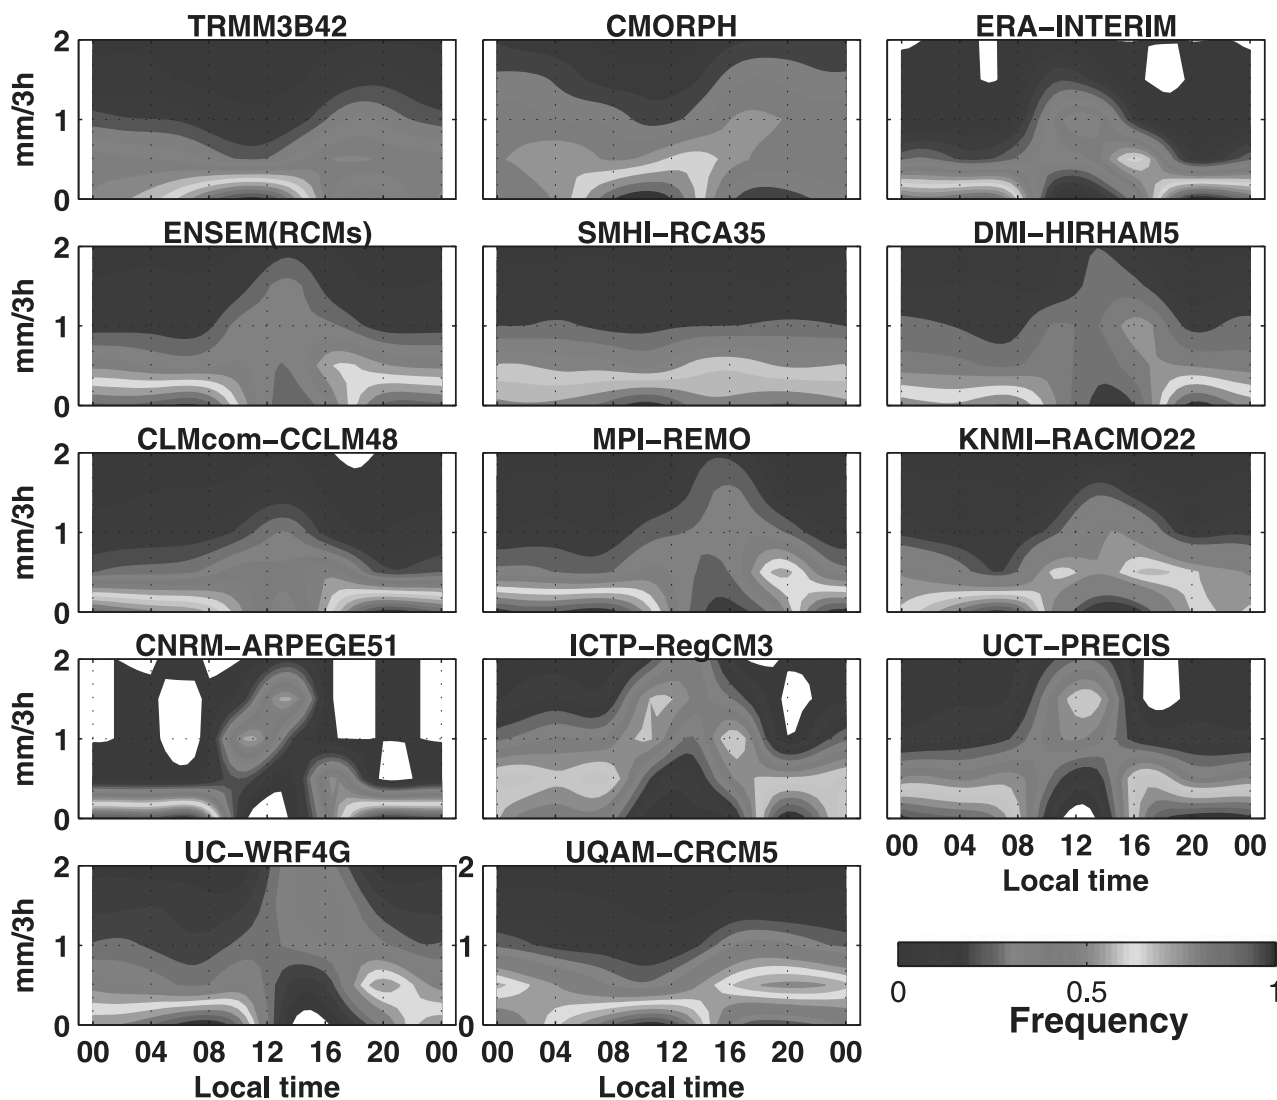 TRMM3B42 CMORPH ERA−INTERIM
2
mm/3h
1
0
ENSEM(RCMs) SMHI−RCA35 DMI−HIRHAM5
2
mm/3h
1
0
CLMcom−CCLM48 MPI−REMO KNMI−RACMO22
2
mm/3h
1
0
CNRM−ARPEGE51 ICTP−RegCM3 UCT−PRECIS
2
mm/3h
1
0
00 04 08 12 16 20 00
Local time
UC−WRF4G UQAM−CRCM5
2 2
mm/3h
1 1
0 0
00 04 08 12 16 20 00 00 04 08 12 16 20 00
Local time Local time
0 0.5 1
Frequency